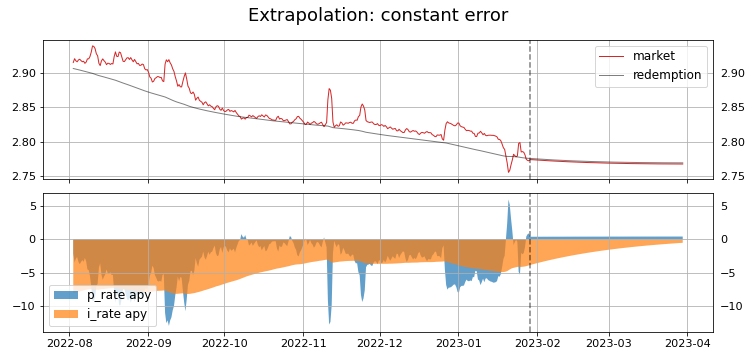 Extrapolation: constant error
2.90 2.90
2.85 2.85
2.80 2.80
2.75 2.75
market
redemption
5 5
0 0
−5 −5
−10 −10
p_rate apy
i_rate apy
2022-08 2022-09 2022-10 2022-11 2022-12 2023-01 2023-02 2023-03 2023-04